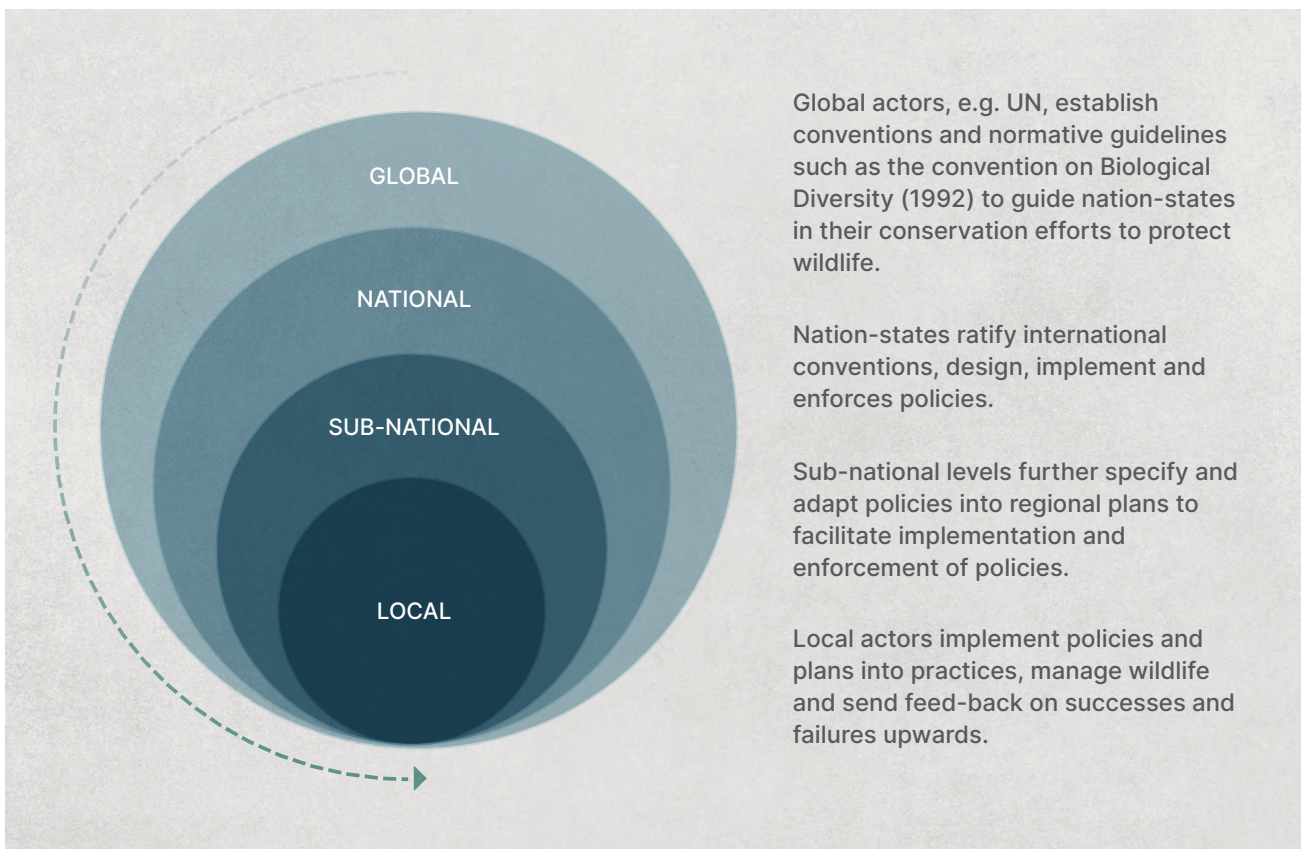 GLOBAL
NATIONAL
SUB-NATIONAL
LOCAL
Global actors, e.g. UN, establish
conventions and normative guidelines
such as the convention on Biological
Diversity (1992) to guide nation-states
in their conservation efforts to protect
wildlife.
Nation-states ratify international
conventions, design, implement and
enforces policies.
Sub-national levels further specify and
adapt policies into regional plans to
facilitate implementation and
enforcement of policies.
Local actors implement policies and
plans into practices, manage wildlife
and send feed-back on successes and
failures upwards.